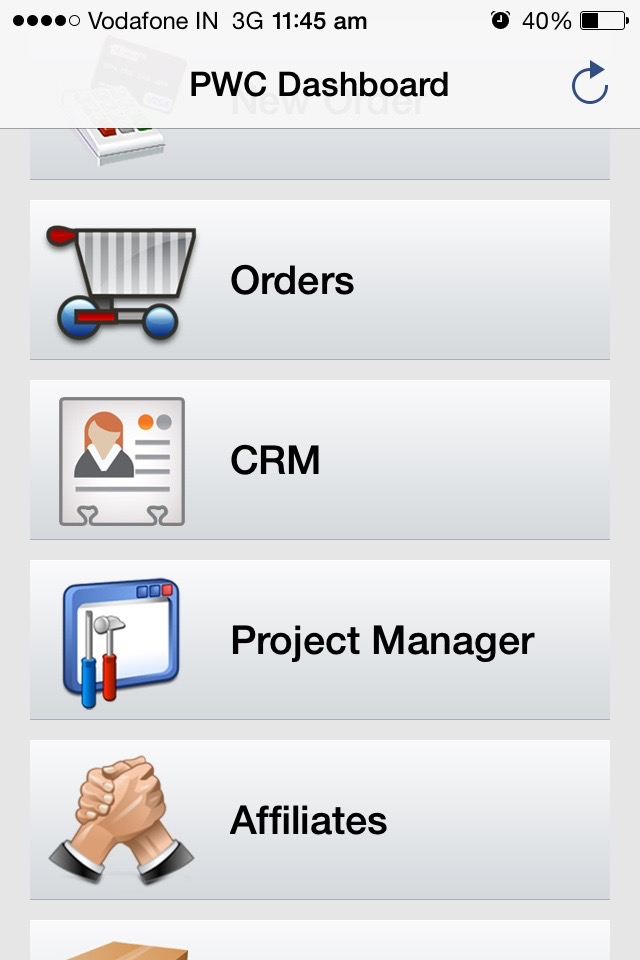 Vodafone IN 3G 11:45 am 40%
PWC Dashboard
New Order
Orders
CRM
Project Manager
Affiliates